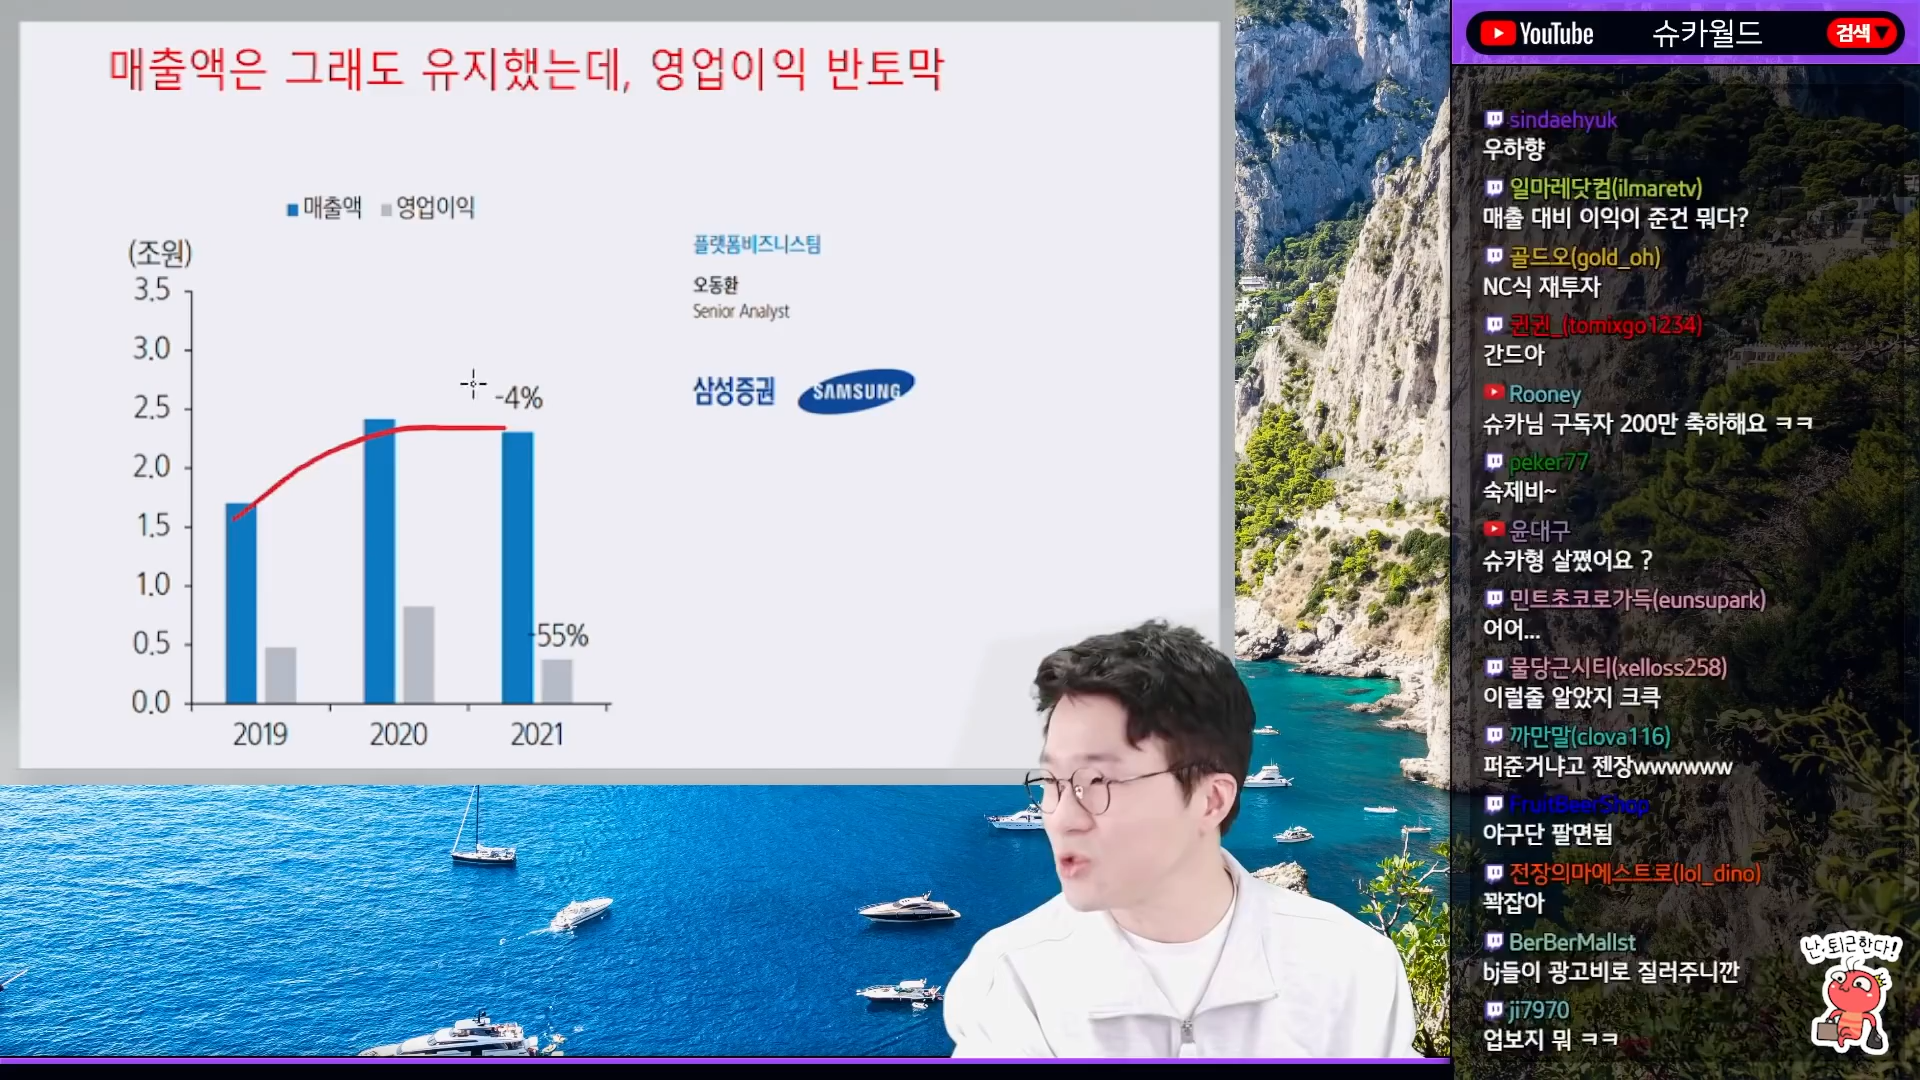 매출액은 그래도 유지했는데, 영업이익 반토막
매출액 영업이익
(조원)
3.5
3.0
2.5
2.0
1.5
1.0
0.5
0.0
-4%
-55%
2019 2020 2021
플랫폼비즈니스팀
오동환
Senior Analyst
삼성증권 SAMSUNG
YouTube 슈카월드 검색
sindaehyuk
우하향
일마레닷컴(ilmaretv)
매출 대비 이익이 준건 뭐다?
골드오(gold_oh)
NC식 재투자
귄귄_(tomixgo1234)
간드아
Rooney
슈카님 구독자 200만 축하해요 ㅋㅋ
peker77
숙제비~
윤대구
슈카형 살쪘어요 ?
민트초코로가득(eunsupark)
어어...
물당근시티(xelloss258)
이럴줄 알았지 크큭
까만말(clova116)
퍼준거냐고 젠장wwwwww
FruitBeerShop
야구단 팔면됨
전장의마에스트로(lol_dino)
꽉잡아
BerBerMallst
bj들이 광고비로 질러주니깐
ji7970
업보지 뭐 ㅋㅋ
난, 퇴근한다!